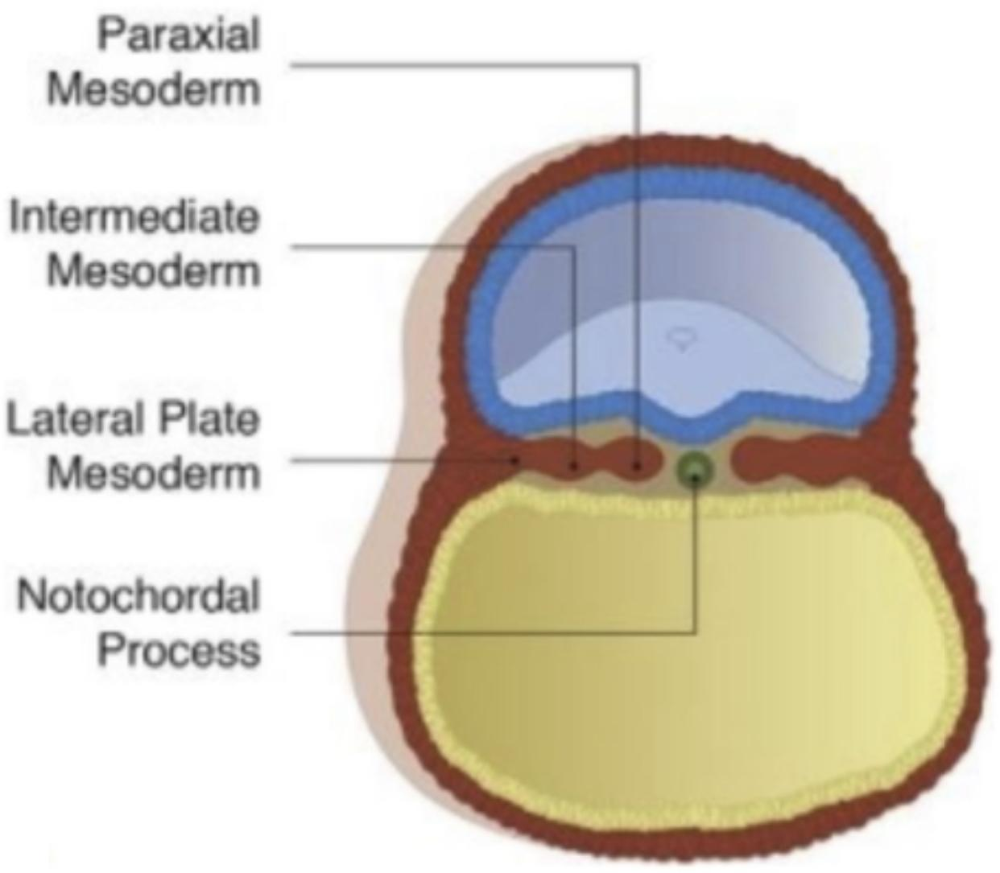 Paraxial
Mesoderm
Intermediate
Mesoderm
Lateral Plate
Mesoderm
Notochordal
Process